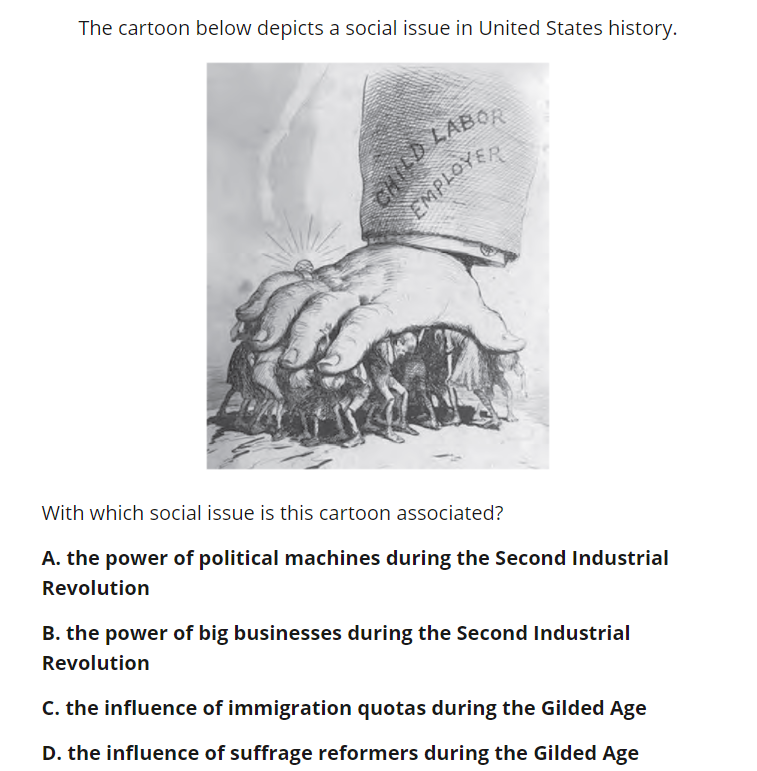 The cartoon below depicts a social issue in United States history.
CHILD LABOR
EMPLOYER
With which social issue is this cartoon associated?
A. the power of political machines during the Second Industrial
Revolution
B. the power of big businesses during the Second Industrial
Revolution
C. the influence of immigration quotas during the Gilded Age
D. the influence of suffrage reformers during the Gilded Age